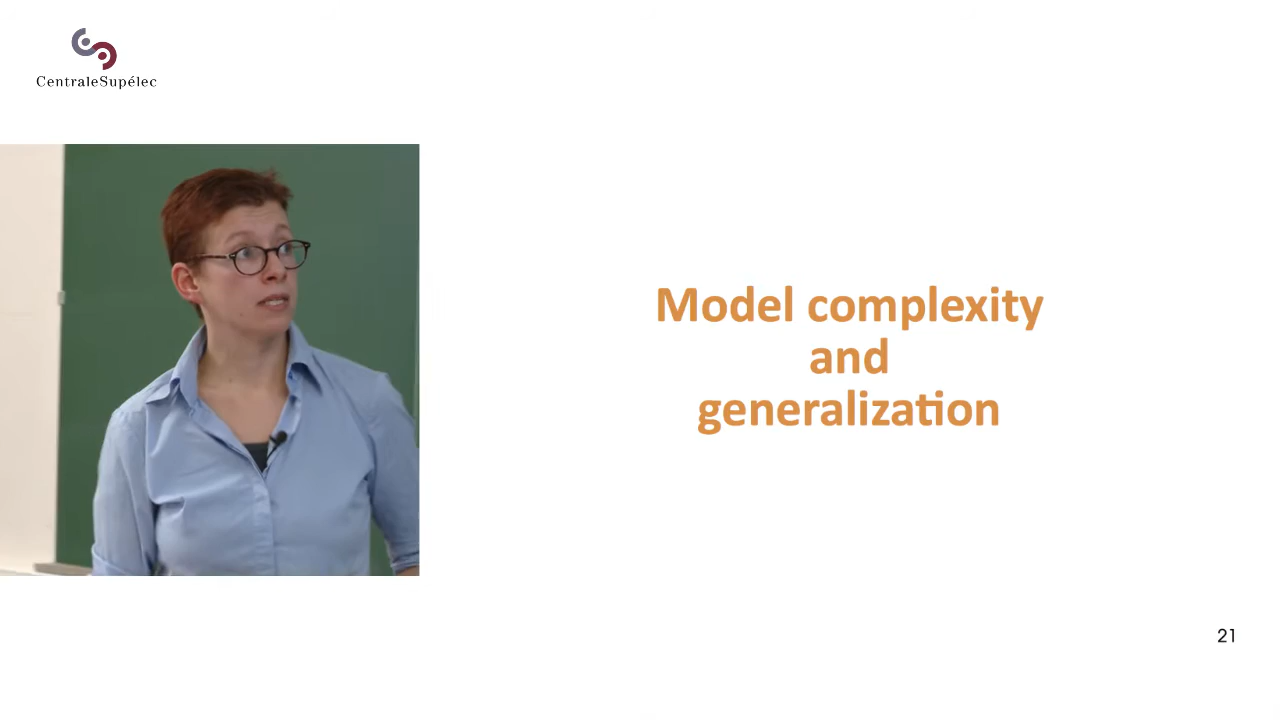 CentraleSupélec
Model complexity
and
generalization
21